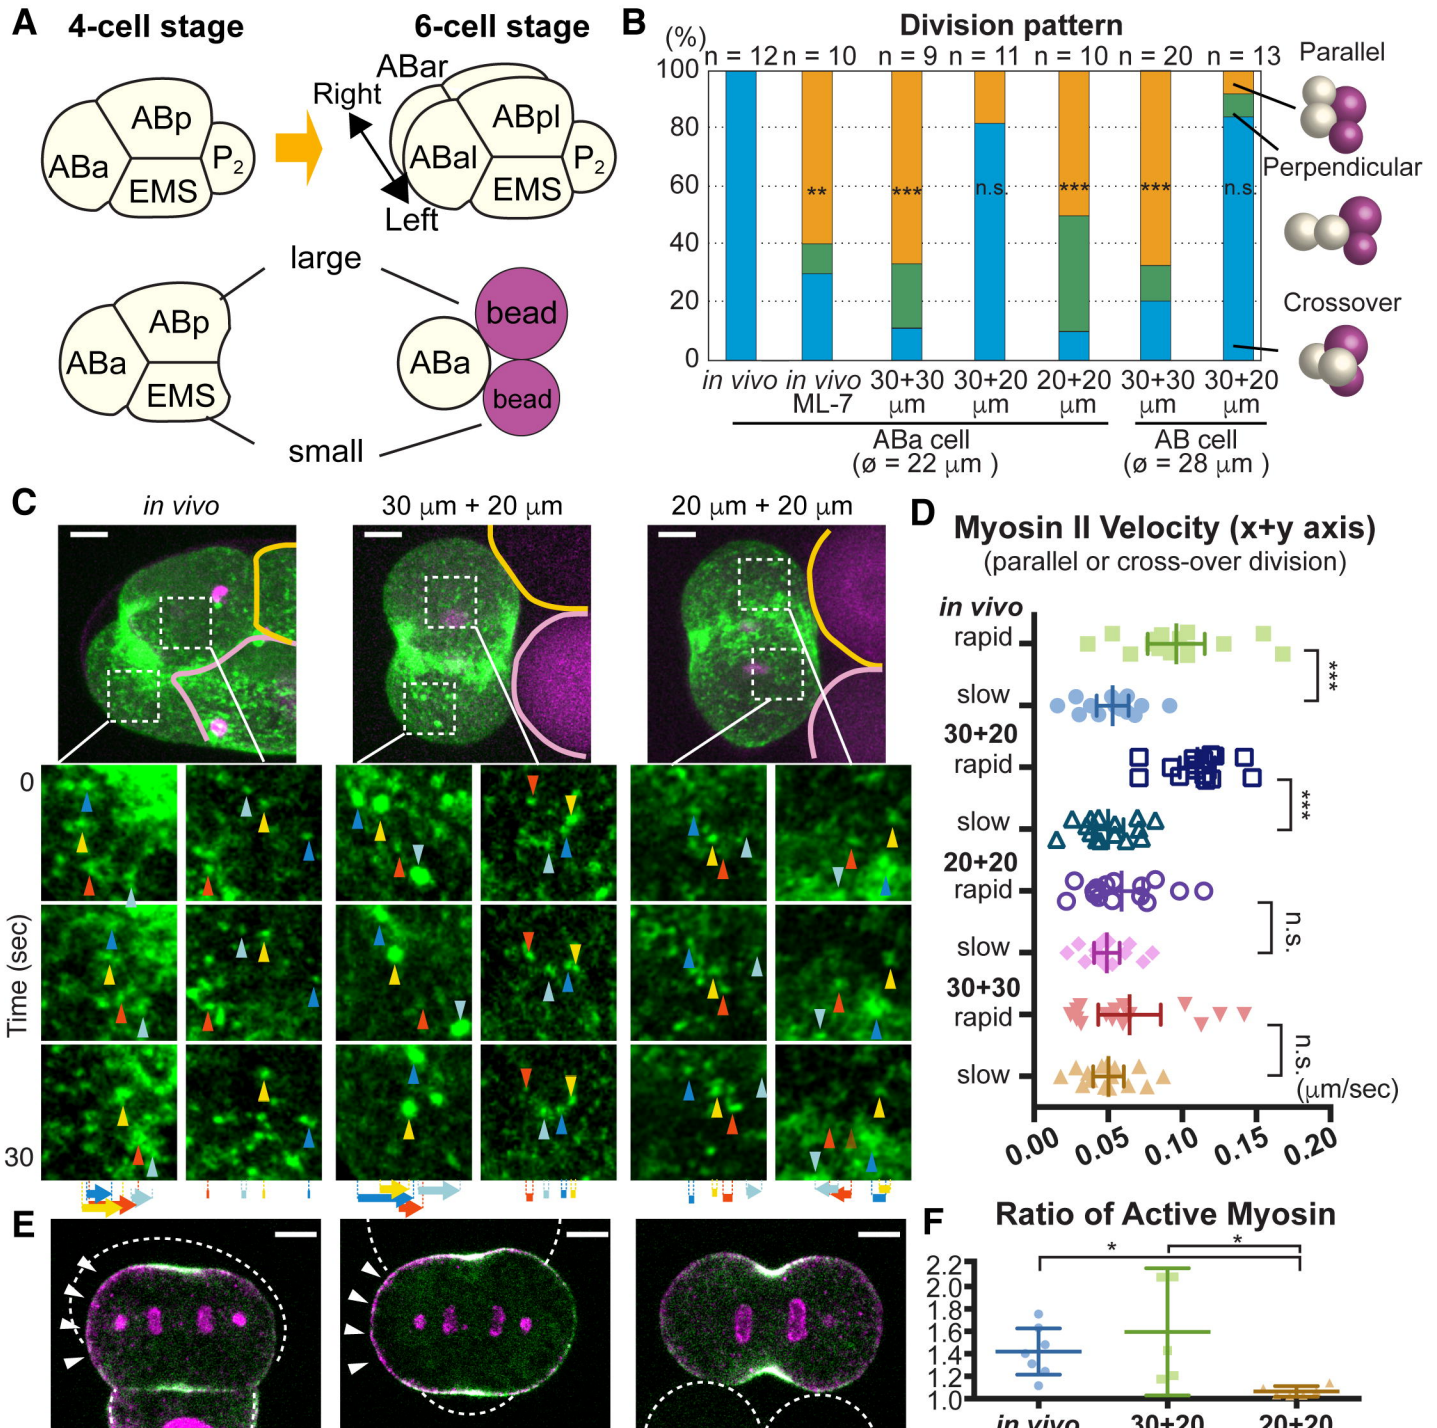 A
4-cell stage
6-cell stage
ABp
ABa
EMS
P2
ABar
Right
ABpl
ABal
P2
EMS
Left
large
ABp
ABa
EMS
bead
ABa
bead
small
B
Division pattern
(%)
n = 12 n = 10 n = 9 n = 11 n = 10 n = 20 n = 13
100
80
60
40
20
0
** *** n.s. *** *** n.s.
Parallel
Perpendicular
Crossover
in vivo
in vivo ML-7
30+30 μm
30+20 μm
20+20 μm
30+30 μm
30+20 μm
ABa cell
(ø = 22 μm )
AB cell
(ø = 28 μm )
C
in vivo
30 μm + 20 μm
20 μm + 20 μm
0
Time (sec)
30
D
Myosin II Velocity (x+y axis)
(parallel or cross-over division)
in vivo
rapid
slow
***
30+20
rapid
slow
***
20+20
rapid
slow
n.s.
30+30
rapid
slow
n.s.
(μm/sec)
0.00 0.05 0.10 0.15 0.20
E
F
Ratio of Active Myosin
* *
2.2
2.0
1.8
1.6
1.4
1.2
1.0
in vivo 30+20 20+20